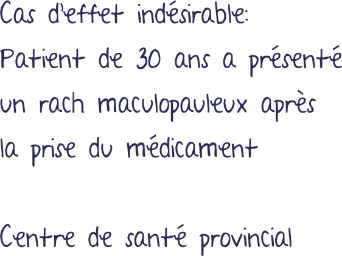 Cas d'effet indésirable:
Patient de 30 ans a présenté
un rach maculopauleux après
la prise du médicament
Centre de santé provincial